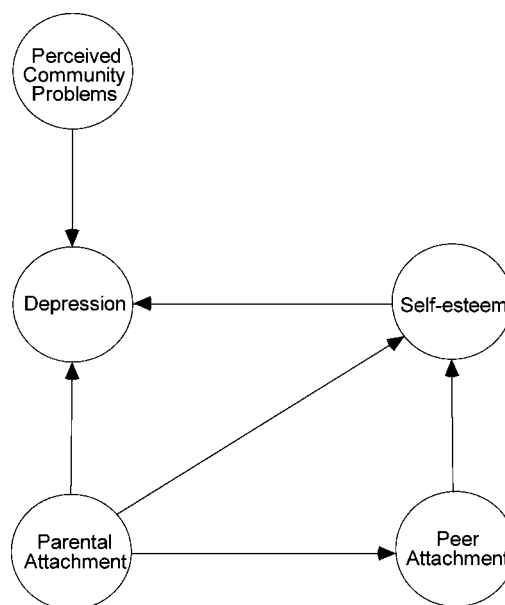 Perceived
Community
Problems
Depression
Self-esteem
Parental
Attachment
Peer
Attachment